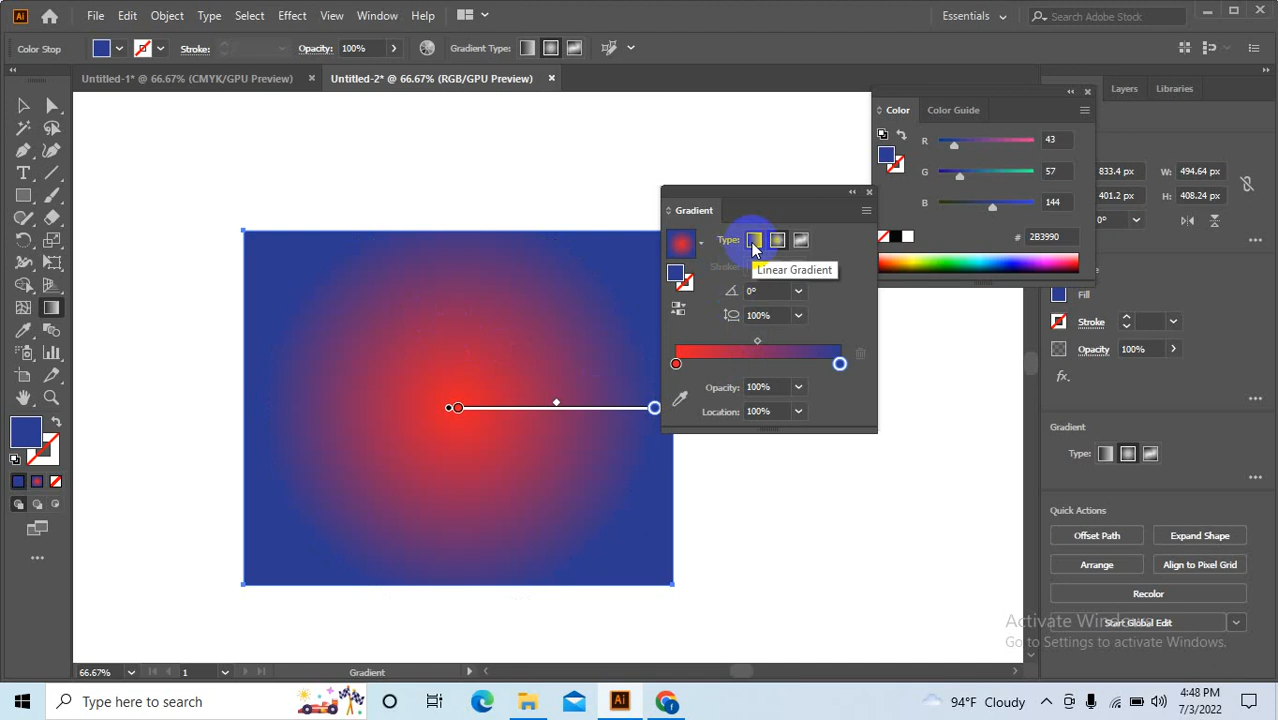 Ai File Edit Object Type Select Effect View Window Help Essentials Search Adobe Stock
Color Stop Stroke: Opacity: 100% Gradient Type:
Untitled-1* @ 66.67% (CMYK/GPU Preview) × Untitled-2* @ 66.67% (RGB/GPU Preview) ×
Layers Libraries
Color Color Guide
R 43
G 57
B 144
# 2B3990
833.4 px W: 494.64 px
401.2 px H: 408.24 px
0°
Gradient
Type:
Linear Gradient
Stroke:
0°
100%
Opacity: 100%
Location: 100%
Fill
Stroke
Opacity 100%
fx.
Gradient
Type:
Quick Actions
Offset Path Expand Shape
Arrange Align to Pixel Grid
Recolor
Start Global Edit
Activate Windows
Go to Settings to activate Windows.
66.67% 1 Gradient
Type here to search Ai 94°F Cloudy 4:48 PM
7/3/2022